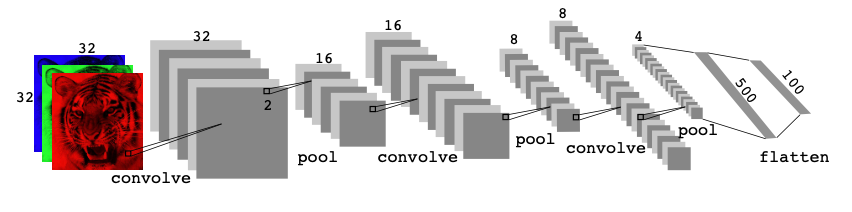 32
32
convolve
32
2
pool
16
convolve
16
pool
8
convolve
8
pool
4
500
100
flatten